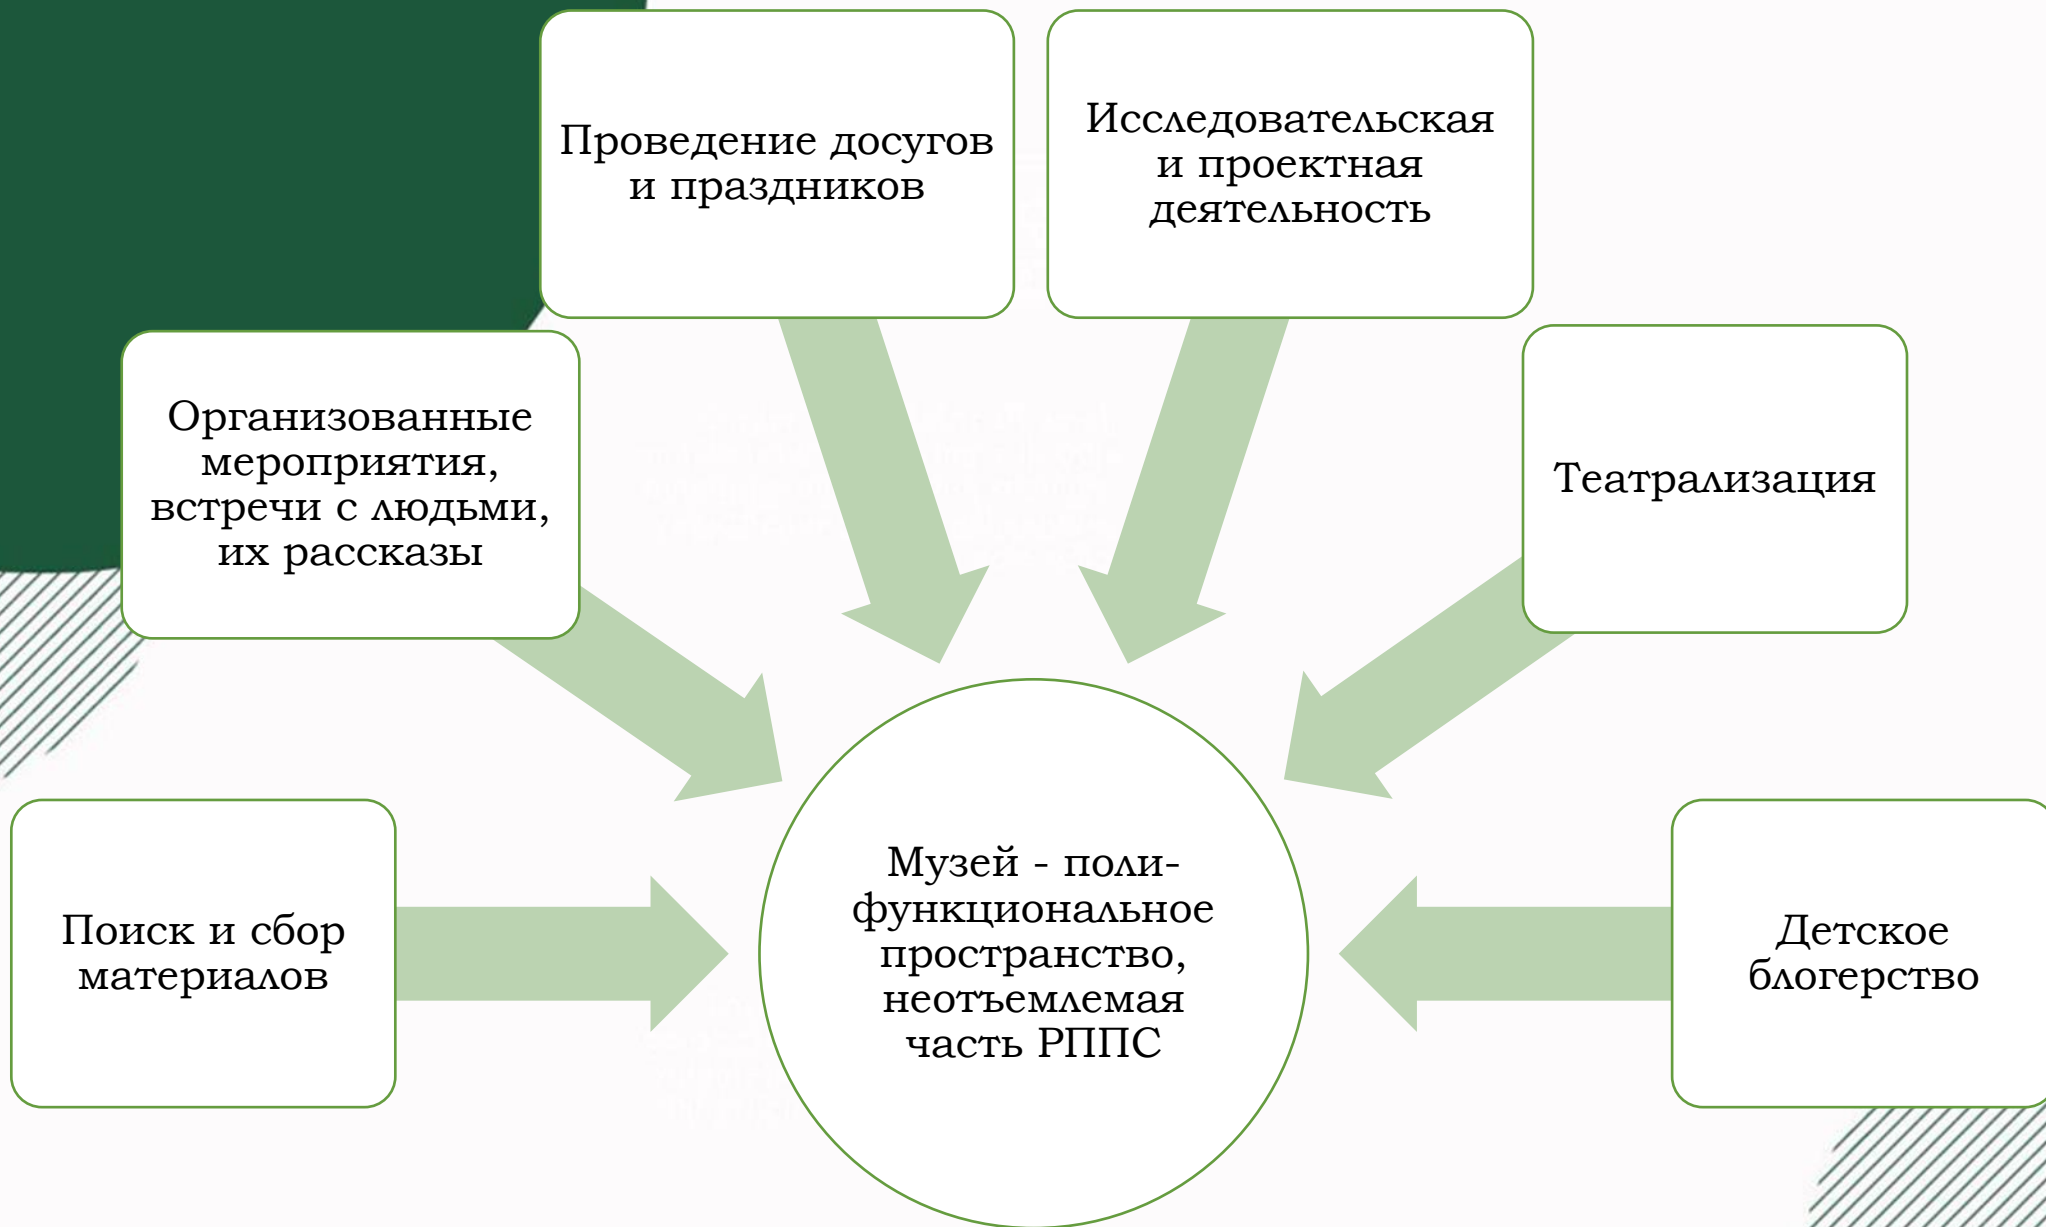 Проведение досугов
и праздников
Исследовательская
и проектная
деятельность
Организованные
мероприятия,
встречи с людьми,
их рассказы
Театрализация
Поиск и сбор
материалов
Музей - поли-
функциональное
пространство,
неотъемлемая
часть РППС
Детское
блогерство